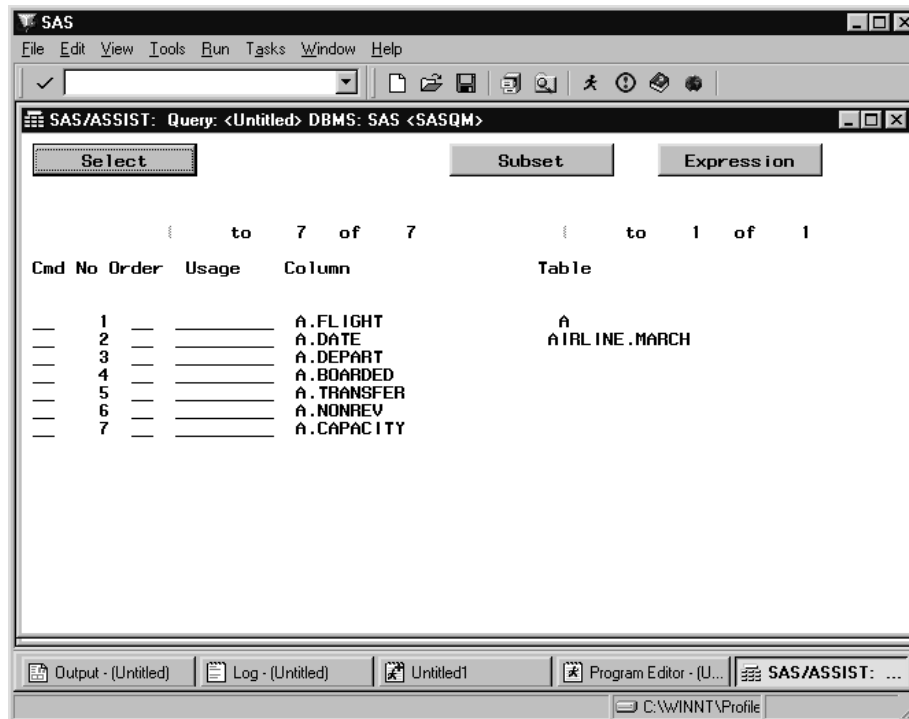 SAS
File Edit View Tools Run Tasks Window Help
SAS/ASSIST: Query: <Untitled> DBMS: SAS <SASQM>
Select Subset Expression
to 7 of 7 to 1 of 1
Cmd No Order Usage Column Table
1 A.FLIGHT A
2 A.DATE AIRLINE.MARCH
3 A.DEPART
4 A.BOARDED
5 A.TRANSFER
6 A.NONREV
7 A.CAPACITY
Output - (Untitled) Log - (Untitled) Untitled1 Program Editor - (U... SAS/ASSIST: ...
C:\WINNT\Profile